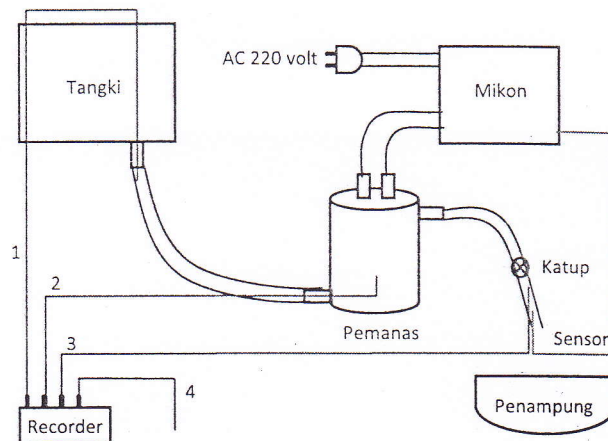 Tangki
AC 220 volt
Mikon
1
2
Katup
Pemanas
3
Sensor
4
Recorder
Penampung